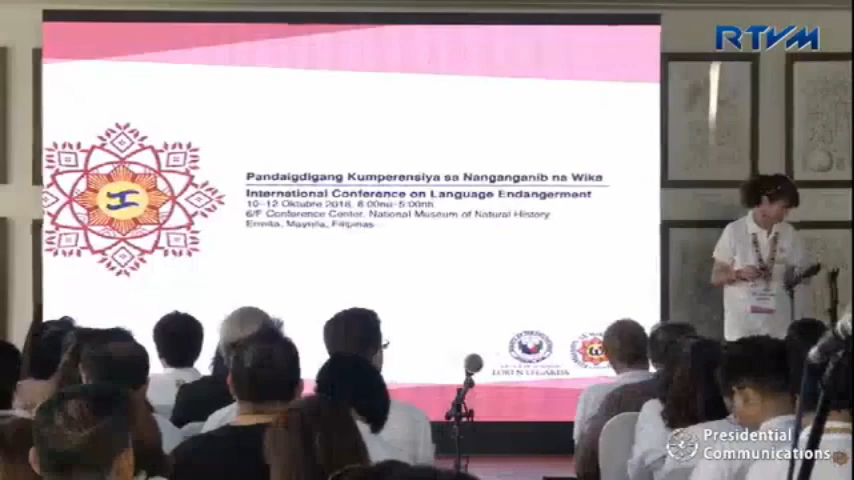 RTVM
Pandaigdigang Kumperensiya sa Nanganganib na Wika
International Conference on Language Endangerment
10-12 Oktubre 2018, 8:00nu-5:00nh
6/F Conference Center, National Museum of Natural History
Ermita, Maynila, Filipinas
LOREN LEGARDA
Presidential
Communications